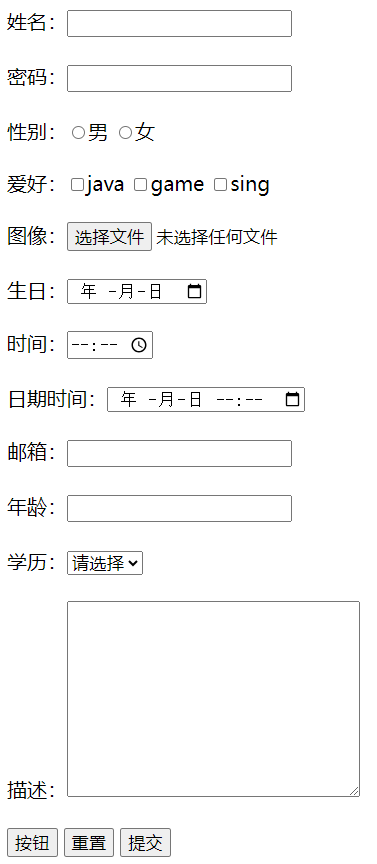 姓名：
密码：
性别： 男 女
爱好： java game sing
图像： 选择文件 未选择任何文件
生日： 年 -月-日
时间： --:--
日期时间： 年 -月-日 --:--
邮箱：
年龄：
学历： 请选择
描述：
按钮 重置 提交